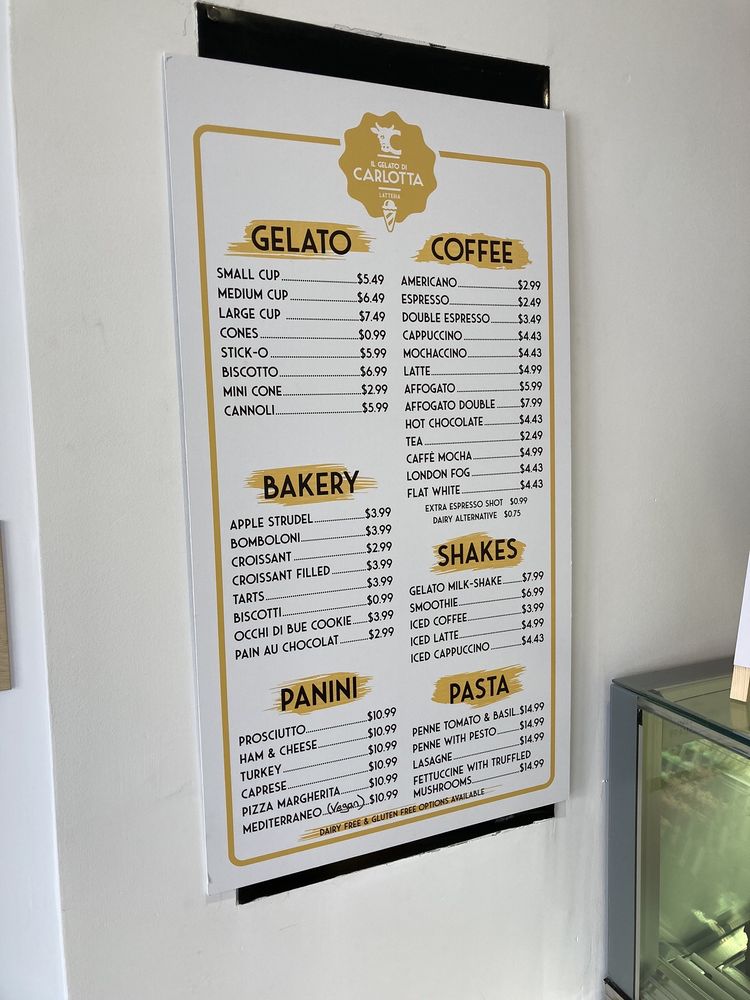 IL GELATO DI
CARLOTTA
LATTERIA
GELATO
SMALL CUP $5.49
MEDIUM CUP $6.49
LARGE CUP $7.49
CONES $0.99
STICK-O $5.99
BISCOTTO $6.99
MINI CONE $2.99
CANNOLI $5.99
BAKERY
APPLE STRUDEL $3.99
BOMBOLONI $3.99
CROISSANT $2.99
CROISSANT FILLED $3.99
TARTS $3.99
BISCOTTI $0.99
OCCHI DI BUE COOKIE $3.99
PAIN AU CHOCOLAT $2.99
PANINI
PROSCIUTTO $10.99
HAM & CHEESE $10.99
TURKEY $10.99
CAPRESE $10.99
PIZZA MARGHERITA $10.99
MEDITERRANEO (Vegan) $10.99
COFFEE
AMERICANO $2.99
ESPRESSO $2.49
DOUBLE ESPRESSO $3.49
CAPPUCCINO $4.43
MOCHACCINO $4.43
LATTE $4.99
AFFOGATO $5.99
AFFOGATO DOUBLE $7.99
HOT CHOCOLATE $4.43
TEA $2.49
CAFFÈ MOCHA $4.99
LONDON FOG $4.43
FLAT WHITE $4.43
EXTRA ESPRESSO SHOT $0.99
DAIRY ALTERNATIVE $0.75
SHAKES
GELATO MILK-SHAKE $7.99
SMOOTHIE $6.99
ICED COFFEE $3.99
ICED LATTE $4.99
ICED CAPPUCCINO $4.43
PASTA
PENNE TOMATO & BASIL $14.99
PENNE WITH PESTO $14.99
LASAGNE $14.99
FETTUCCINE WITH TRUFFLED
MUSHROOMS $14.99
DAIRY FREE & GLUTEN FREE OPTIONS AVAILABLE